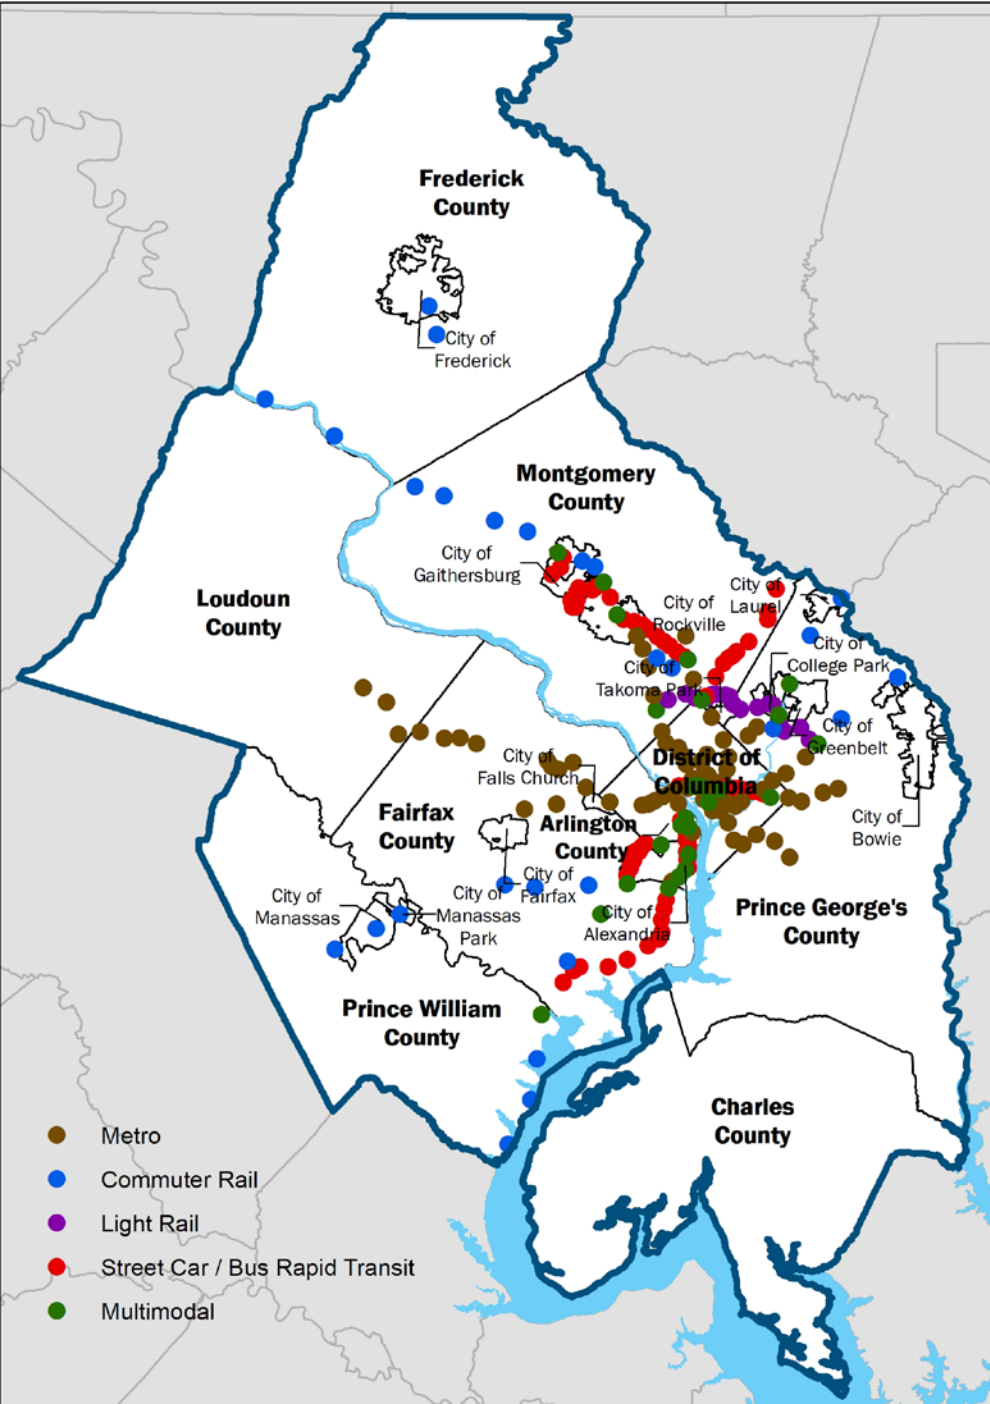 Frederick
County
City of
Frederick
Montgomery
County
City of
Gaithersburg
City of
Laurel
City of
Rockville
Loudoun
County
City of
College Park
City of
Takoma Park
City of
Greenbelt
City of
Falls Church
District of
Columbia
Fairfax
County
Arlington
County
City of
Bowie
City of
Fairfax
City of
Manassas
City of
Manassas
Park
City of
Alexandria
Prince George's
County
Prince William
County
Charles
County
Metro
Commuter Rail
Light Rail
Street Car / Bus Rapid Transit
Multimodal